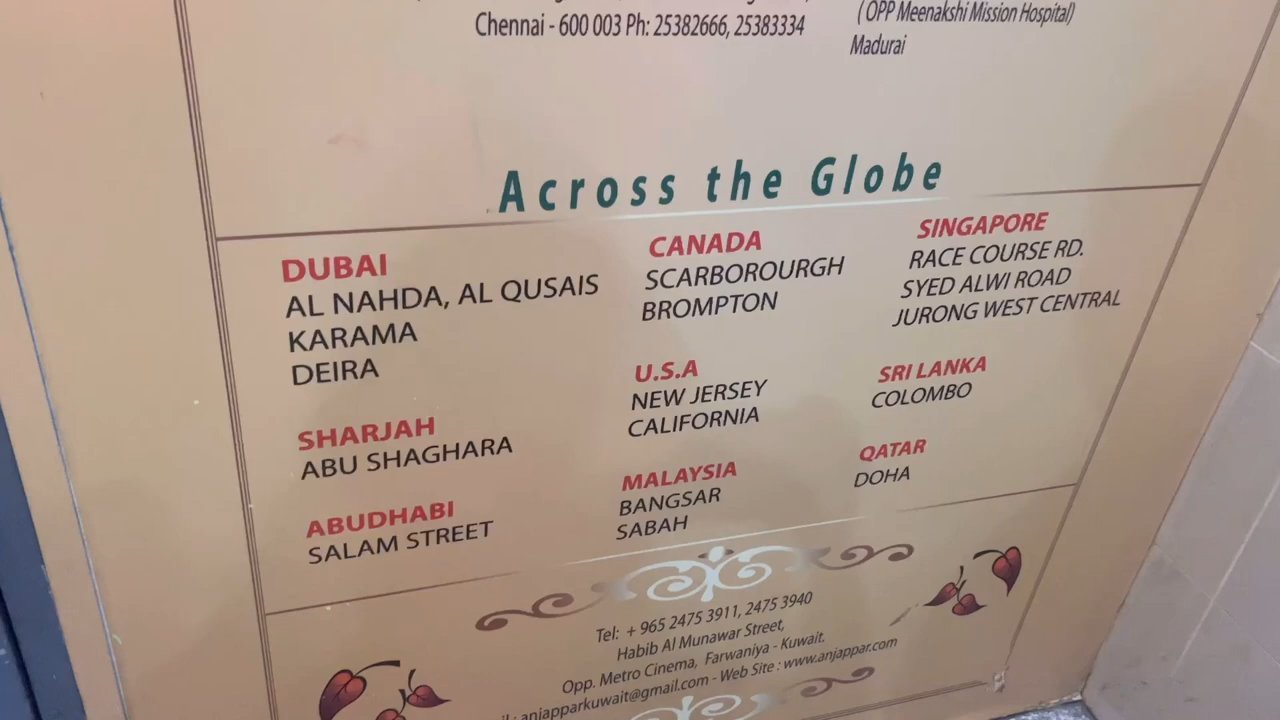 Chennai - 600 003 Ph: 25382666, 25383334
( OPP Meenakshi Mission Hospital)
Madurai
Across the Globe
DUBAI
AL NAHDA, AL QUSAIS
KARAMA
DEIRA
SHARJAH
ABU SHAGHARA
ABUDHABI
SALAM STREET
CANADA
SCARBOROURGH
BROMPTON
U.S.A
NEW JERSEY
CALIFORNIA
MALAYSIA
BANGSAR
SABAH
SINGAPORE
RACE COURSE RD.
SYED ALWI ROAD
JURONG WEST CENTRAL
SRI LANKA
COLOMBO
QATAR
DOHA
Tel: + 965 2475 3911, 2475 3940
Habib Al Munawar Street,
Opp. Metro Cinema, Farwaniya - Kuwait.
anjapparkuwait@gmail.com - Web Site : www.anjappar.com